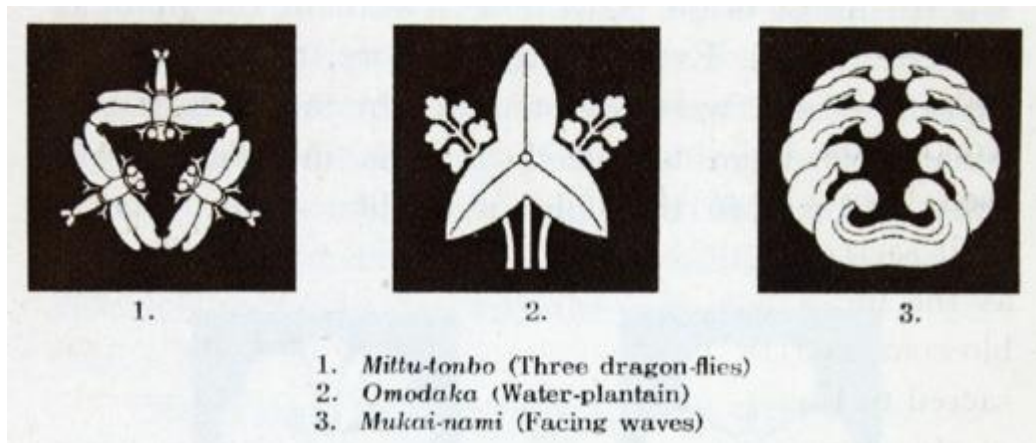 1.
2.
3.
1. Mittu-tonbo (Three dragon-flies)
2. Omodaka (Water-plantain)
3. Mukai-nami (Facing waves)